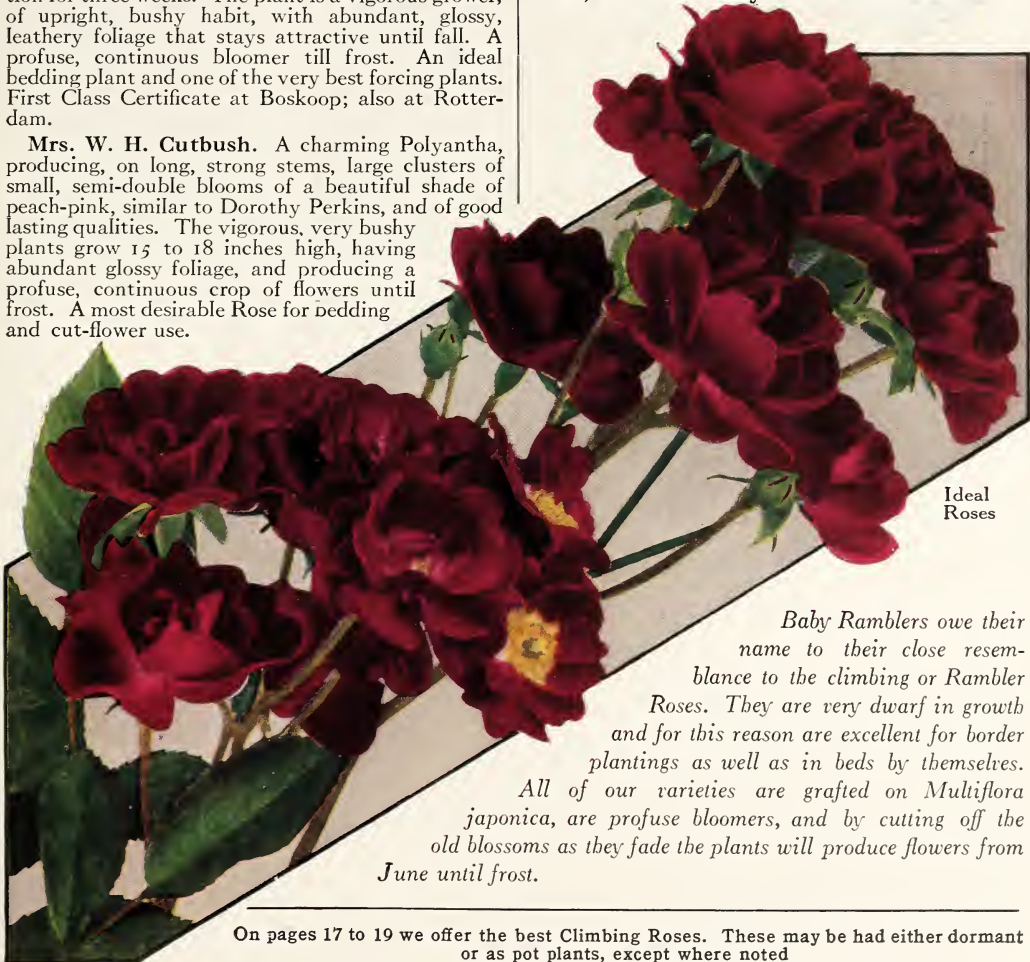 of upright, bushy habit, with abundant, glossy,
leathery foliage that stays attractive until fall. A
profuse, continuous bloomer till frost. An ideal
bedding plant and one of the very best forcing plants.
First Class Certificate at Boskoop; also at Rotter-
dam.
Mrs. W. H. Cutbush. A charming Polyantha,
producing, on long, strong stems, large clusters of
small, semi-double blooms of a beautiful shade of
peach-pink, similar to Dorothy Perkins, and of good
lasting qualities. The vigorous, very bushy
plants grow 15 to 18 inches high, having
abundant glossy foliage, and producing a
profuse, continuous crop of flowers until
frost. A most desirable Rose for bedding
and cut-flower use.
Ideal
Roses
Baby Ramblers owe their
name to their close resem-
blance to the climbing or Rambler
Roses. They are very dwarf in growth
and for this reason are excellent for border
plantings as well as in beds by themselves.
All of our varieties are grafted on Multiflora
japonica, are profuse bloomers, and by cutting off the
old blossoms as they fade the plants will produce flowers from
June until frost.
On pages 17 to 19 we offer the best Climbing Roses. These may be had either dormant
or as pot plants, except where noted